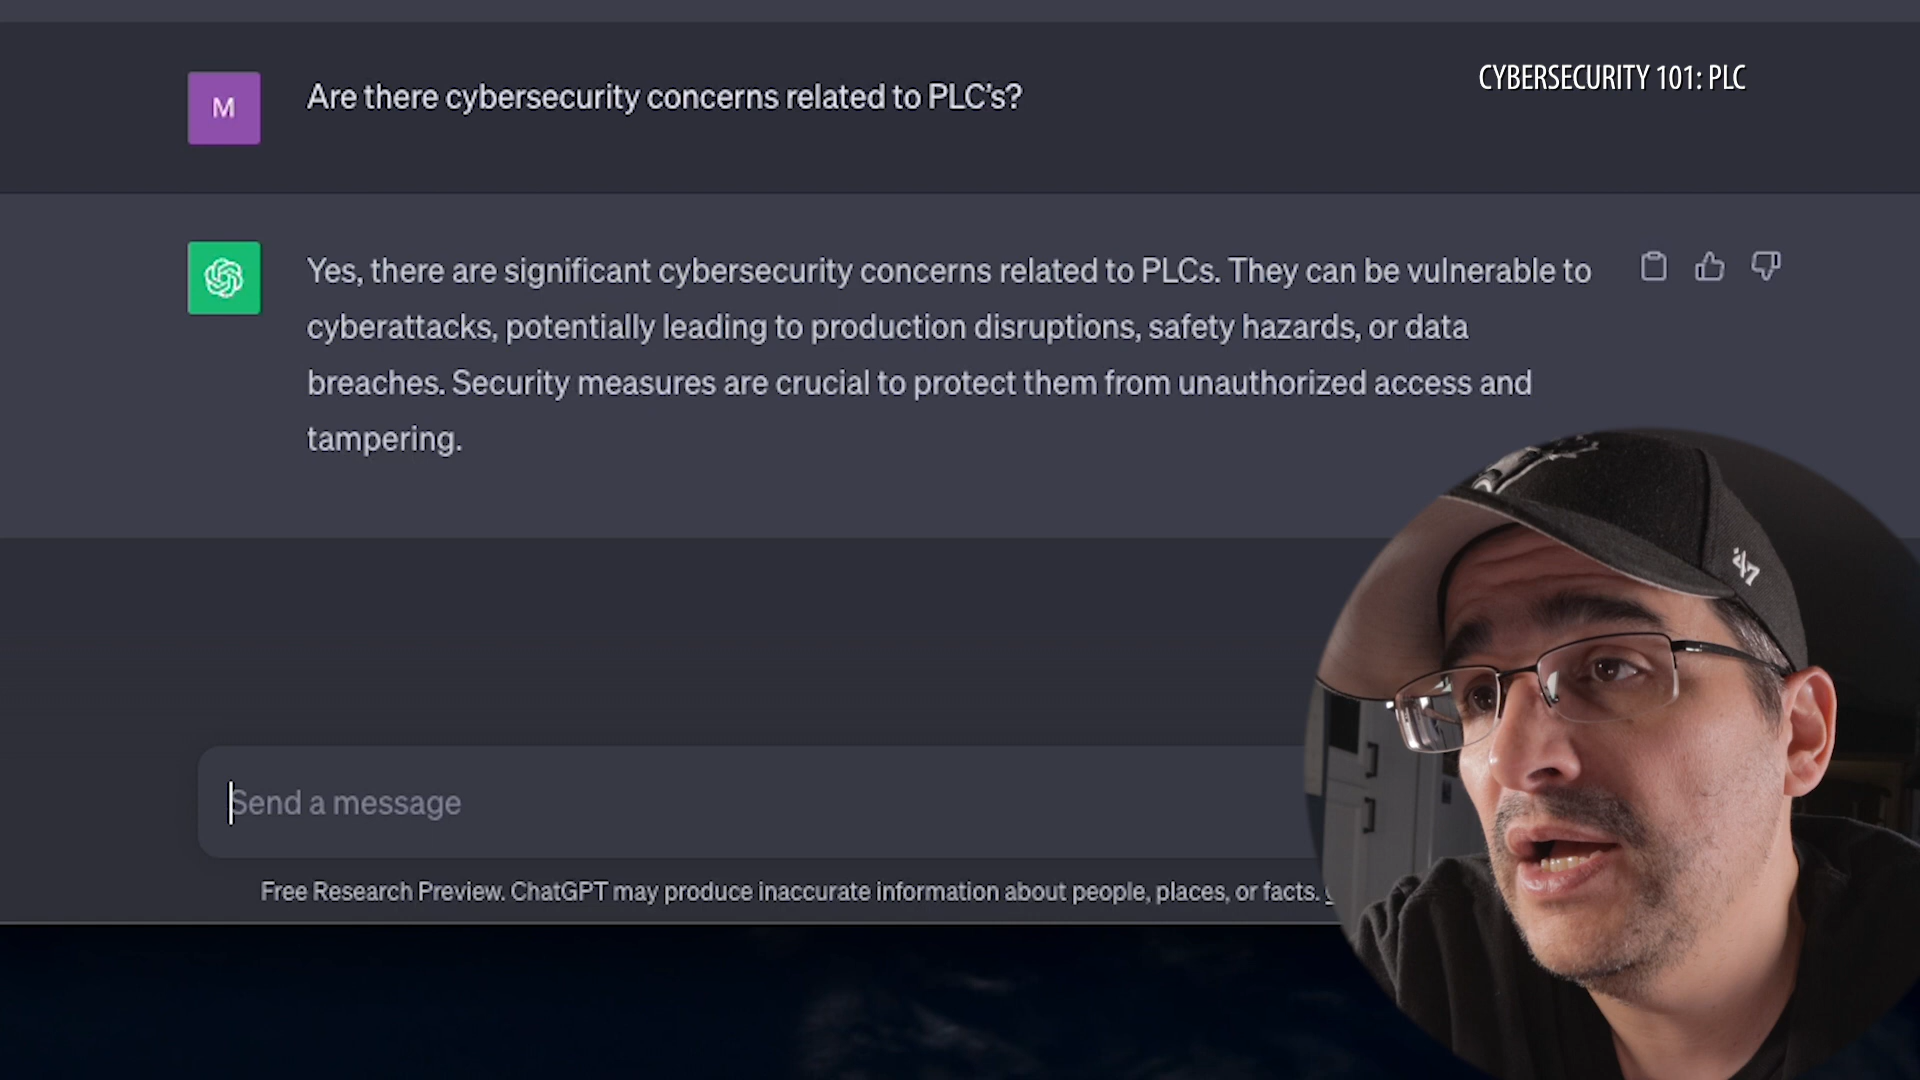 CYBERSECURITY 101: PLC
M
Are there cybersecurity concerns related to PLC's?
Yes, there are significant cybersecurity concerns related to PLCs. They can be vulnerable to
cyberattacks, potentially leading to production disruptions, safety hazards, or data
breaches. Security measures are crucial to protect them from unauthorized access and
tampering.
'47
Send a message
Free Research Preview. ChatGPT may produce inaccurate information about people, places, or facts.